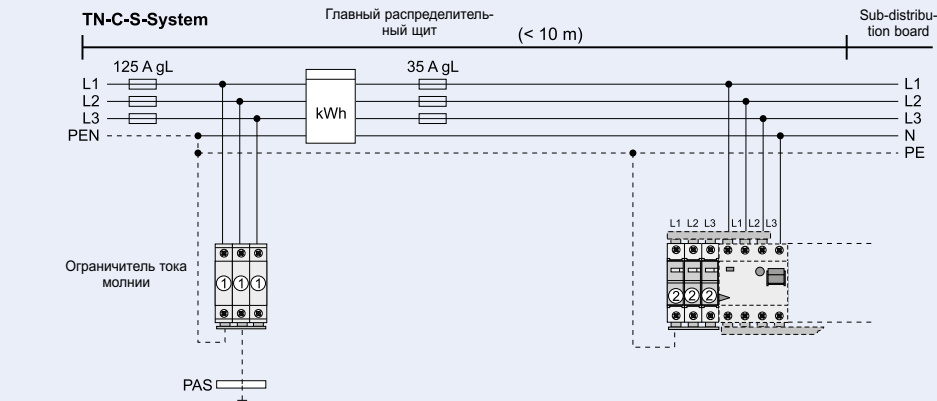 TN-C-S-System
Главный распределитель-
ный щит
(< 10 m)
Sub-distribu-
tion board
125 A gL
35 A gL
L1
L2
L3
PEN
kWh
L1
L2
L3
N
PE
L1 L2 L3 L1 L2 L3
Ограничитель тока
молнии
1 1 1
2 2 2
PAS